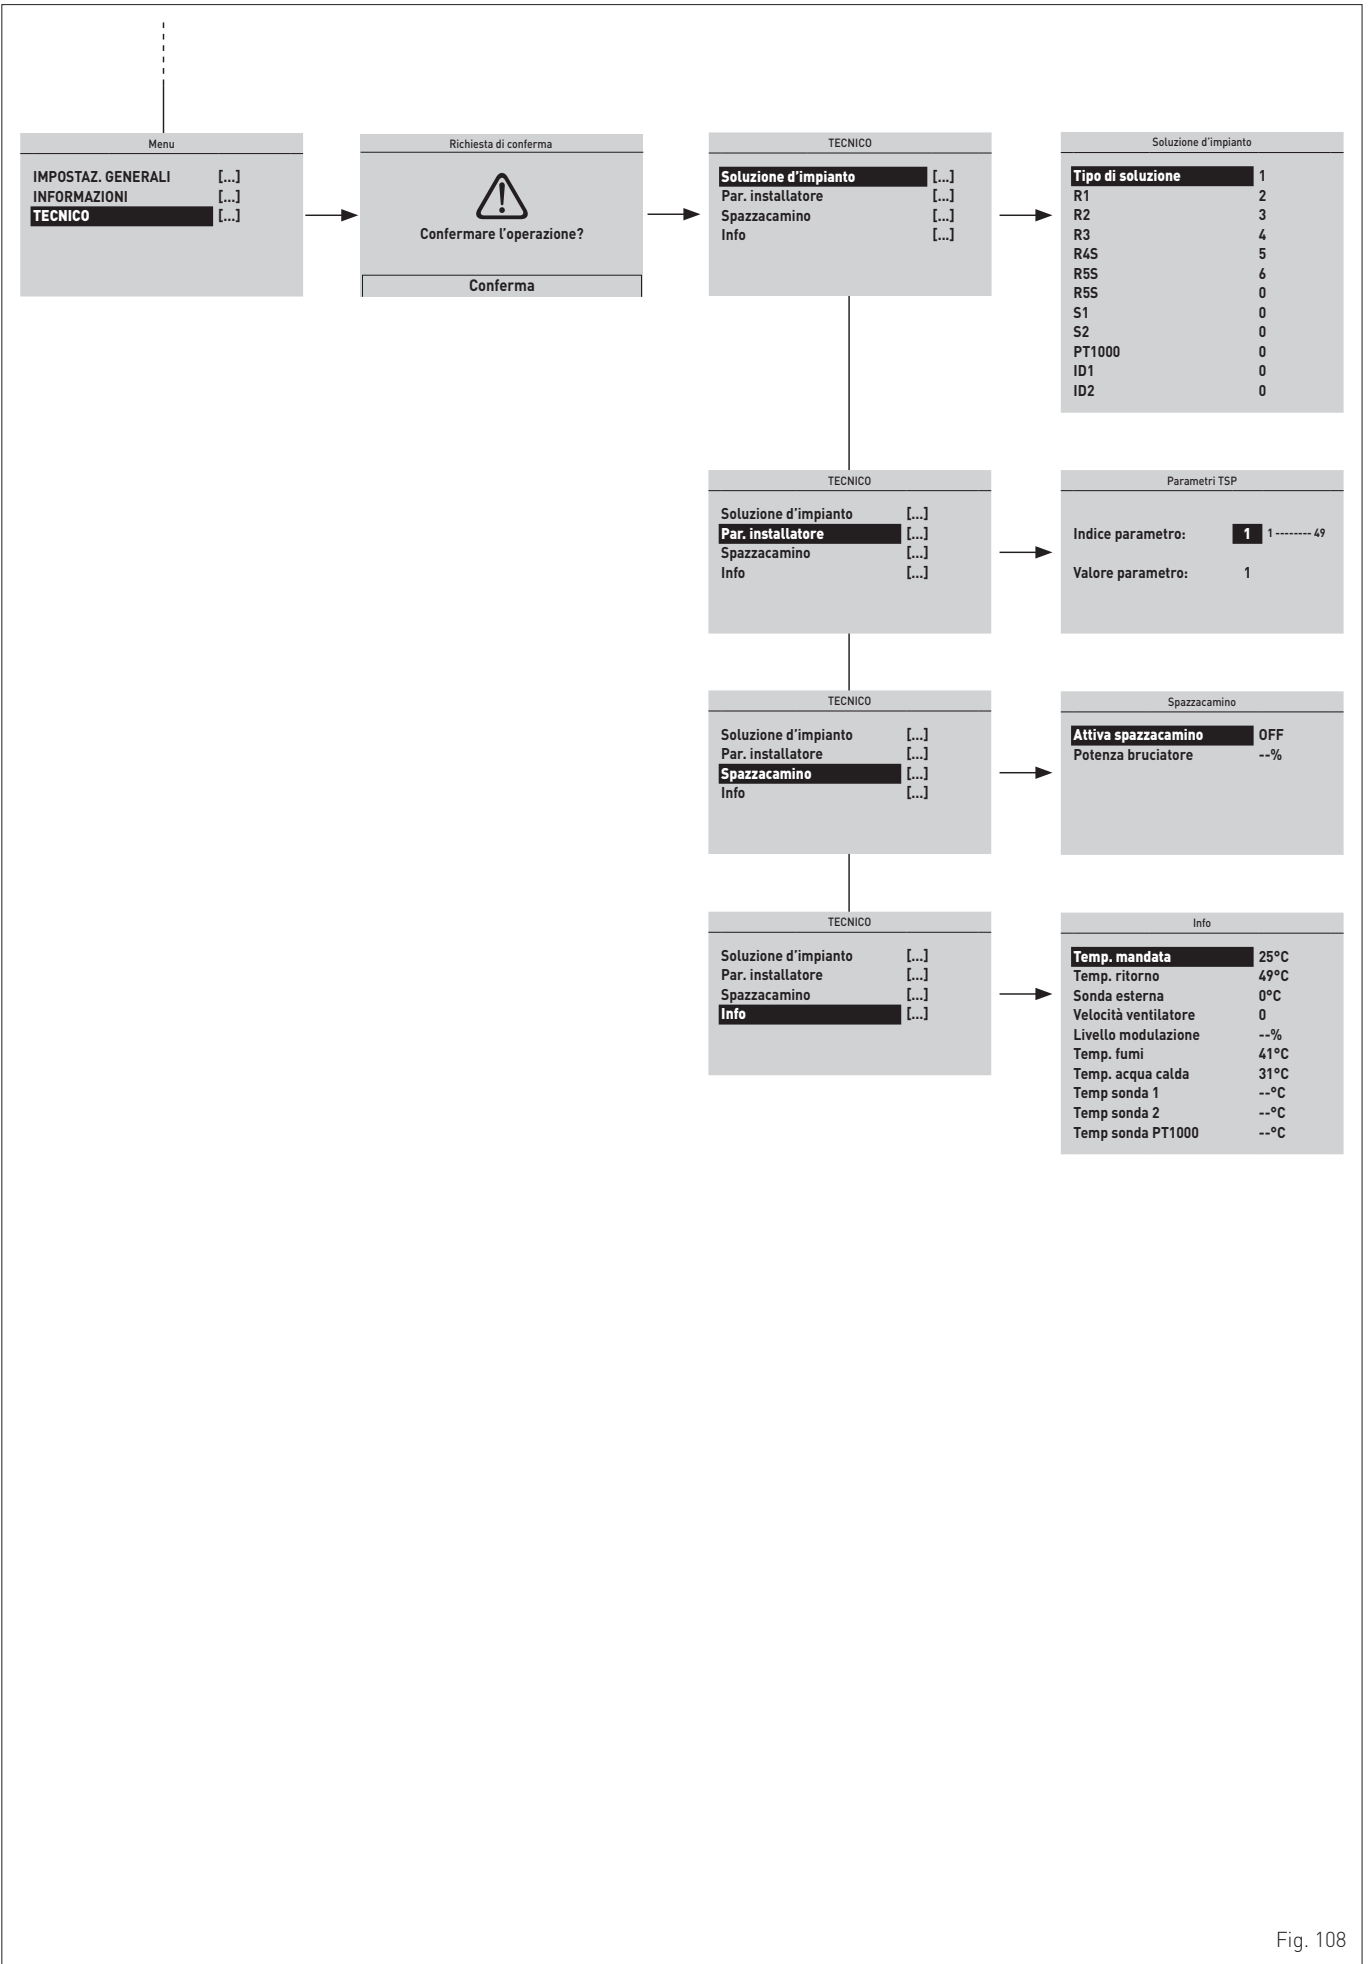 Menu
IMPOSTAZ. GENERALI [...]
INFORMAZIONI [...]
TECNICO [...]
Richiesta di conferma
Confermare l'operazione?
Conferma
TECNICO
Soluzione d'impianto [...]
Par. installatore [...]
Spazzacamino [...]
Info [...]
Soluzione d'impianto
Tipo di soluzione 1
R1 2
R2 3
R3 4
R4S 5
R5S 6
R5S 0
S1 0
S2 0
PT1000 0
ID1 0
ID2 0
TECNICO
Soluzione d'impianto [...]
Par. installatore [...]
Spazzacamino [...]
Info [...]
Parametri TSP
Indice parametro: 1 1 -------- 49
Valore parametro: 1
TECNICO
Soluzione d'impianto [...]
Par. installatore [...]
Spazzacamino [...]
Info [...]
Spazzacamino
Attiva spazzacamino OFF
Potenza bruciatore --%
TECNICO
Soluzione d'impianto [...]
Par. installatore [...]
Spazzacamino [...]
Info [...]
Info
Temp. mandata 25°C
Temp. ritorno 49°C
Sonda esterna 0°C
Velocità ventilatore 0
Livello modulazione --%
Temp. fumi 41°C
Temp. acqua calda 31°C
Temp sonda 1 --°C
Temp sonda 2 --°C
Temp sonda PT1000 --°C
Fig. 108